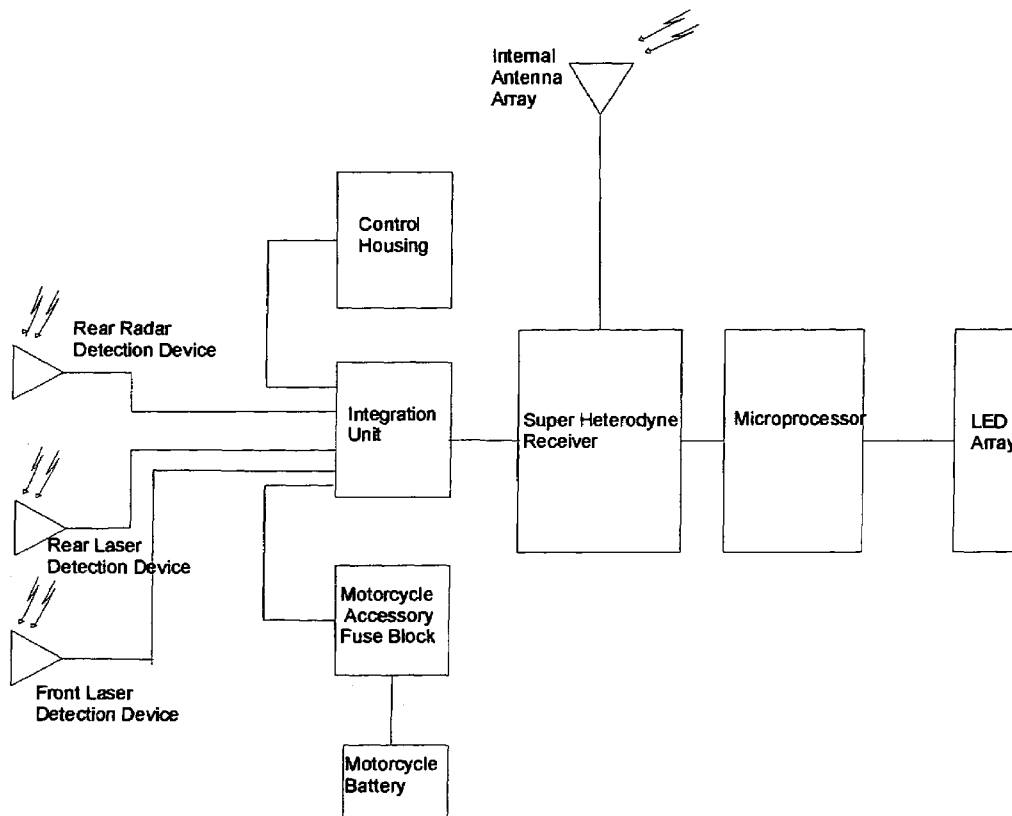 Internal
Antenna
Array
Control
Housing
Rear Radar
Detection Device
Integration
Unit
Super Heterodyne
Receiver
Microprocessor
LED
Array
Rear Laser
Detection Device
Motorcycle
Accessory
Fuse Block
Front Laser
Detection Device
Motorcycle
Battery